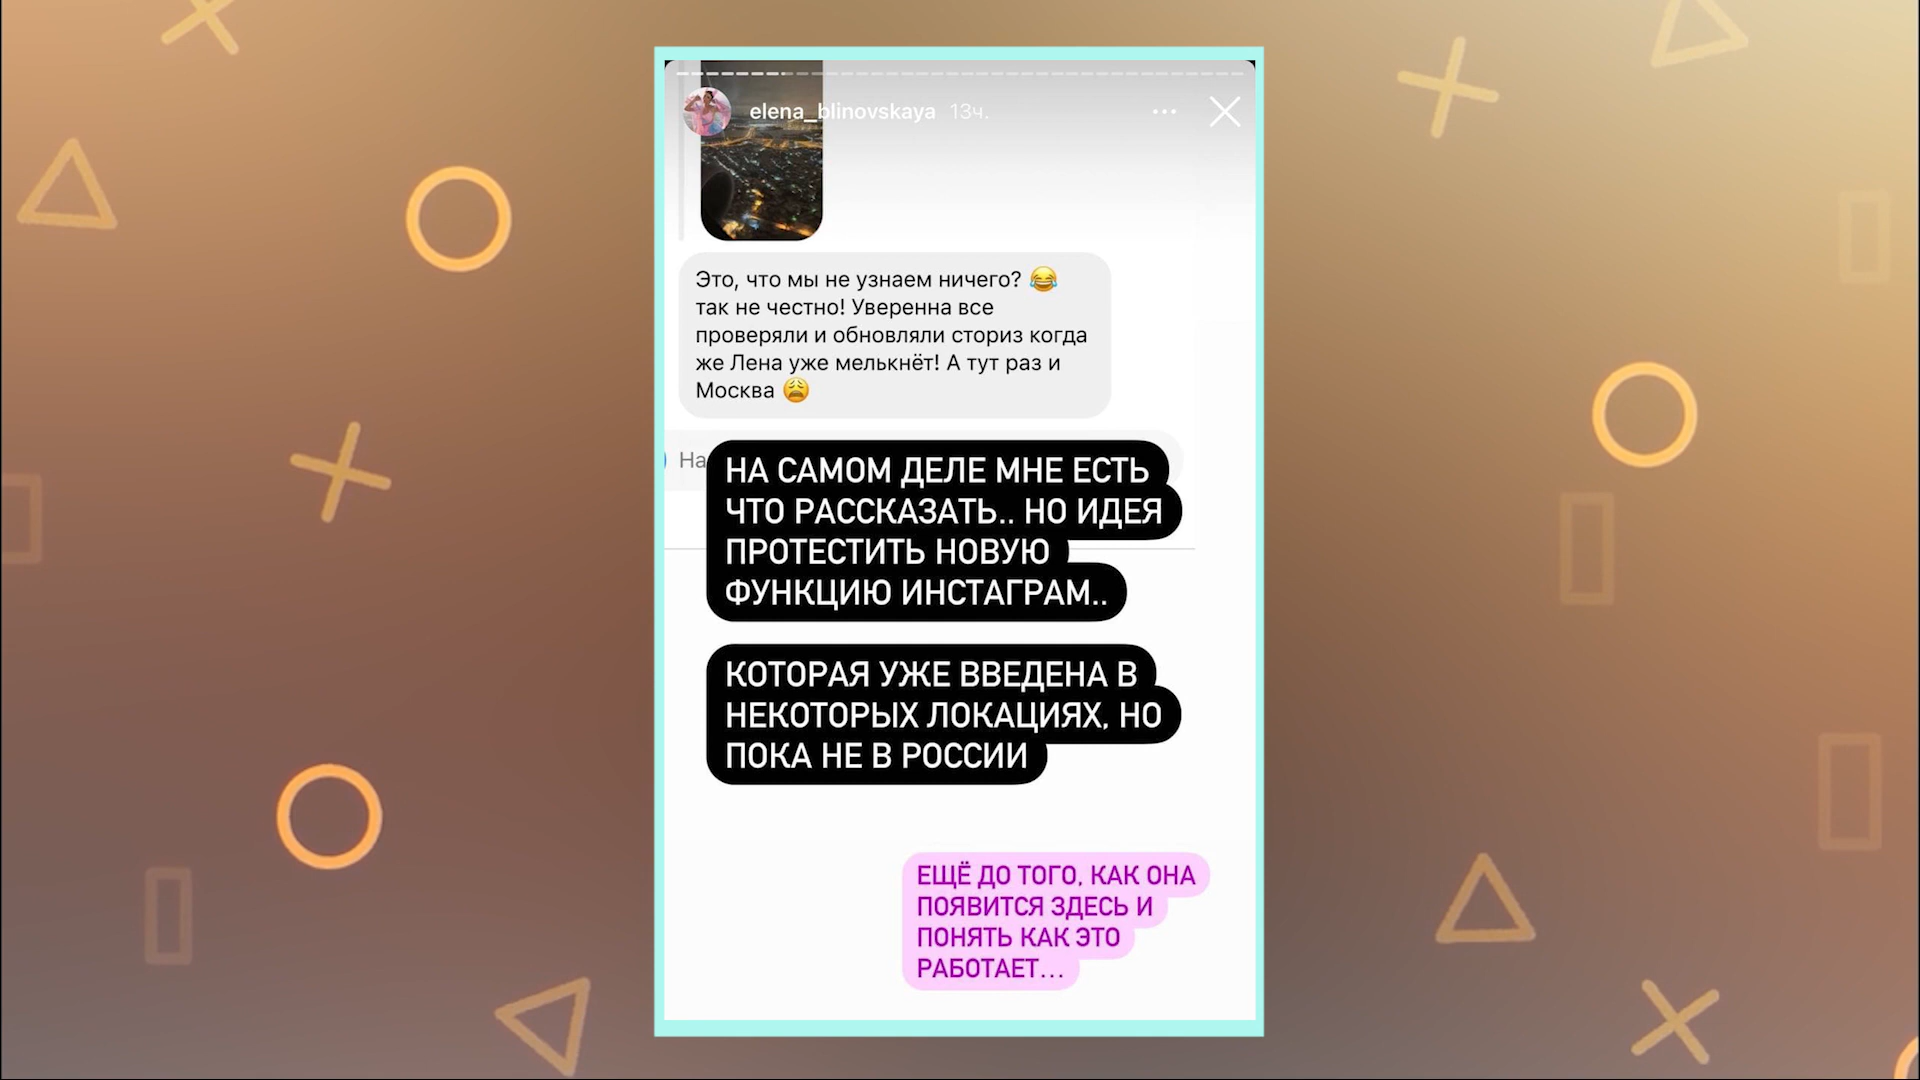 elena_blinovskaya 13ч.
Это, что мы не узнаем ничего? 😂
так не честно! Уверенна все
проверяли и обновляли сториз когда
же Лена уже мелькнёт! А тут раз и
Москва 😩
На
НА САМОМ ДЕЛЕ МНЕ ЕСТЬ
ЧТО РАССКАЗАТЬ.. НО ИДЕЯ
ПРОТЕСТИТЬ НОВУЮ
ФУНКЦИЮ ИНСТАГРАМ..
КОТОРАЯ УЖЕ ВВЕДЕНА В
НЕКОТОРЫХ ЛОКАЦИЯХ, НО
ПОКА НЕ В РОССИИ
ЕЩЁ ДО ТОГО, КАК ОНА
ПОЯВИТСЯ ЗДЕСЬ И
ПОНЯТЬ КАК ЭТО
РАБОТАЕТ...